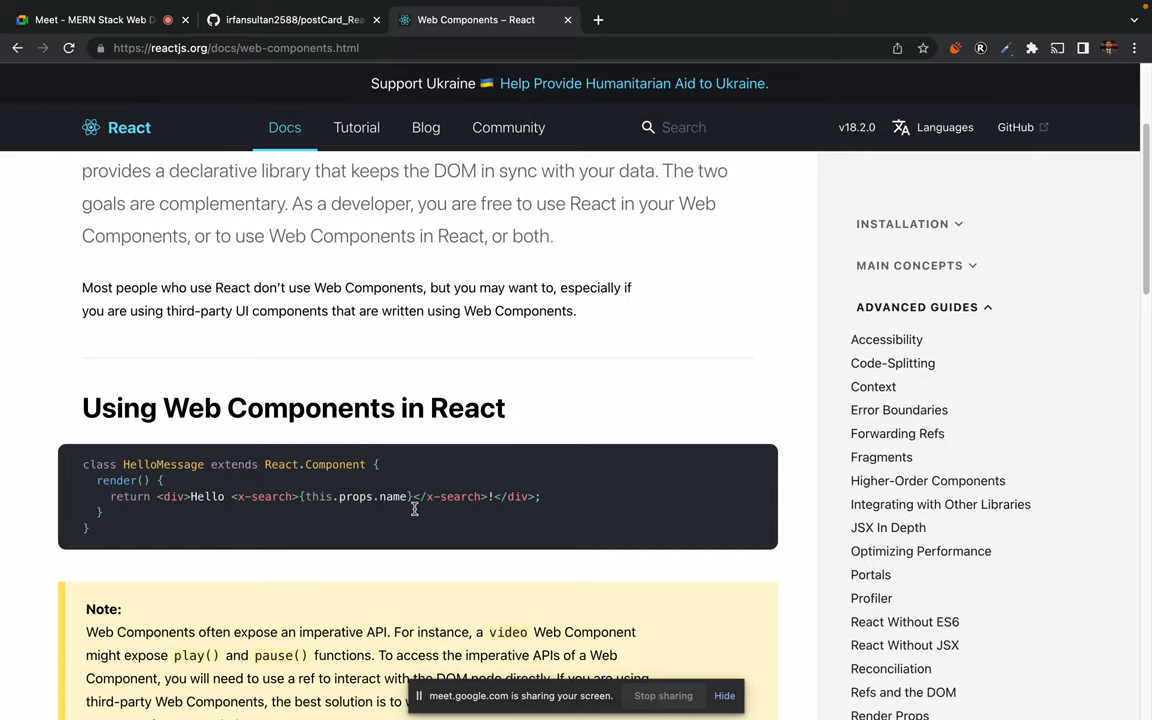 Meet - MERN Stack Web D
irfansultan2588/postCard_Rea
Web Components – React
https://reactjs.org/docs/web-components.html
Support Ukraine 🇺🇦 Help Provide Humanitarian Aid to Ukraine.
React
Docs
Tutorial
Blog
Community
Search
v18.2.0
Languages
GitHub
provides a declarative library that keeps the DOM in sync with your data. The two
goals are complementary. As a developer, you are free to use React in your Web
Components, or to use Web Components in React, or both.
Most people who use React don’t use Web Components, but you may want to, especially if
you are using third-party UI components that are written using Web Components.
Using Web Components in React
class HelloMessage extends React.Component {
render() {
return <div>Hello <x-search>{this.props.name}</x-search>!</div>;
}
}
Note:
Web Components often expose an imperative API. For instance, a video Web Component
might expose play() and pause() functions. To access the imperative APIs of a Web
Component, you will need to use a ref to interact with the DOM node directly. If you are using
third-party Web Components, the best solution is to
meet.google.com is sharing your screen.
Stop sharing
Hide
INSTALLATION
MAIN CONCEPTS
ADVANCED GUIDES
Accessibility
Code-Splitting
Context
Error Boundaries
Forwarding Refs
Fragments
Higher-Order Components
Integrating with Other Libraries
JSX In Depth
Optimizing Performance
Portals
Profiler
React Without ES6
React Without JSX
Reconciliation
Refs and the DOM
Render Props